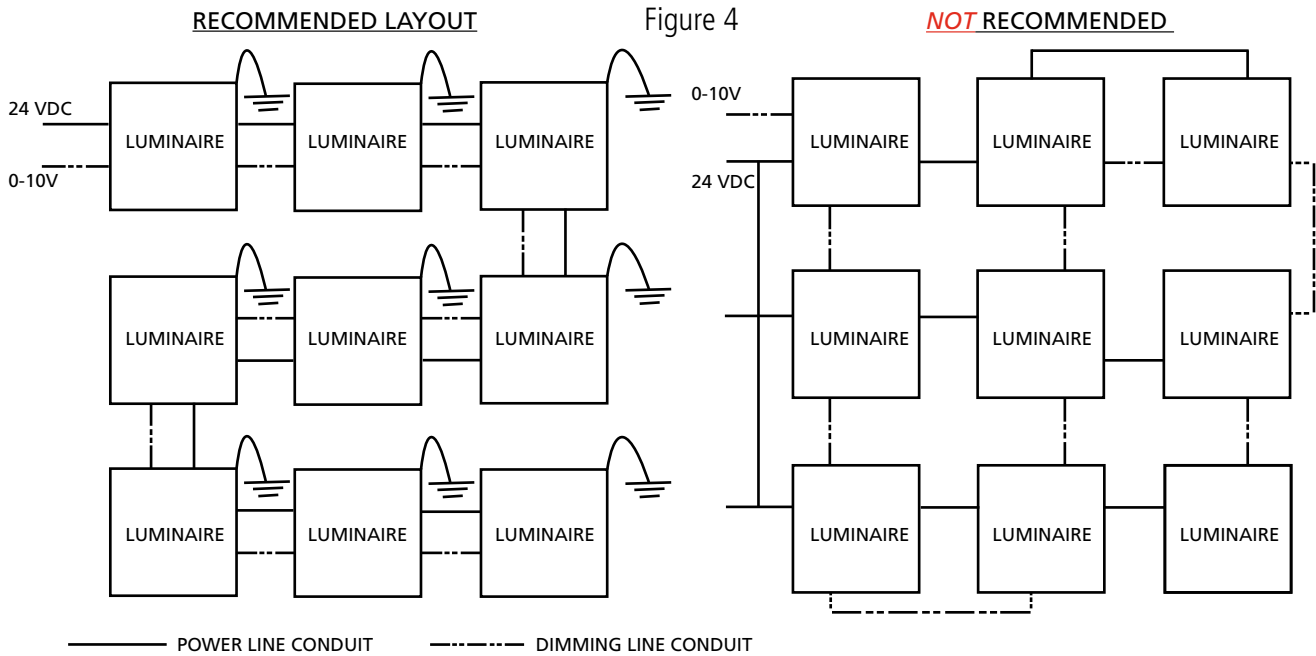 RECOMMENDED LAYOUT
Figure 4
NOT RECOMMENDED
24 VDC
0-10V
LUMINAIRE
LUMINAIRE
LUMINAIRE
LUMINAIRE
LUMINAIRE
LUMINAIRE
LUMINAIRE
LUMINAIRE
LUMINAIRE
0-10V
24 VDC
LUMINAIRE
LUMINAIRE
LUMINAIRE
LUMINAIRE
LUMINAIRE
LUMINAIRE
LUMINAIRE
LUMINAIRE
LUMINAIRE
POWER LINE CONDUIT
DIMMING LINE CONDUIT